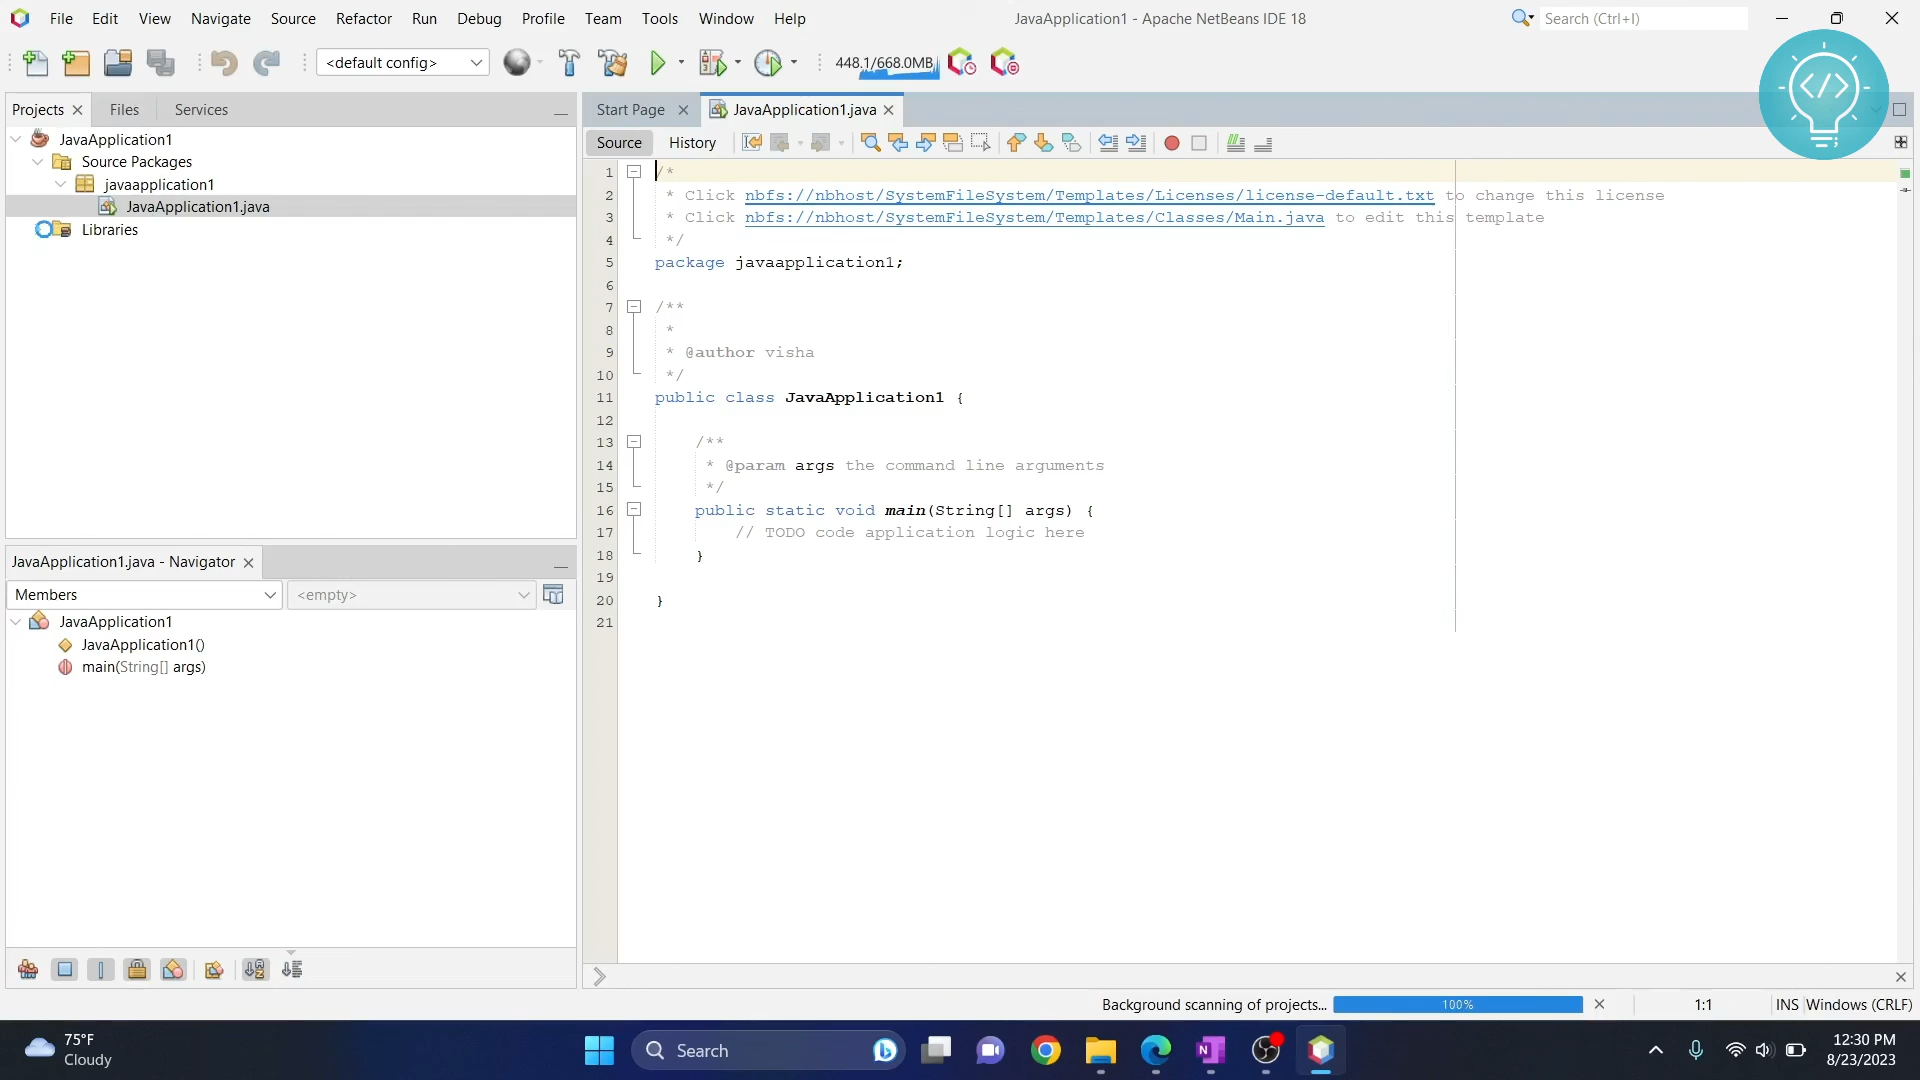 File Edit View Navigate Source Refactor Run Debug Profile Team Tools Window Help
JavaApplication1 - Apache NetBeans IDE 18
Search (Ctrl+I)
<default config>
448.1/668.0MB
</>
Projects Files Services
JavaApplication1
Source Packages
javaapplication1
JavaApplication1.java
Libraries
JavaApplication1.java - Navigator
Members
<empty>
JavaApplication1
JavaApplication1()
main(String[] args)
Start Page JavaApplication1.java
Source History
1 /*
2 * Click nbfs://nbhost/SystemFileSystem/Templates/Licenses/license-default.txt to change this license
3 * Click nbfs://nbhost/SystemFileSystem/Templates/Classes/Main.java to edit this template
4 */
5 package javaapplication1;
6
7 /**
8 *
9 * @author visha
10 */
11 public class JavaApplication1 {
12
13 /**
14 * @param args the command line arguments
15 */
16 public static void main(String[] args) {
17 // TODO code application logic here
18 }
19
20 }
21
Background scanning of projects... 100% 1:1 INS Windows (CRLF)
75°F
Cloudy
Search
12:30 PM
8/23/2023